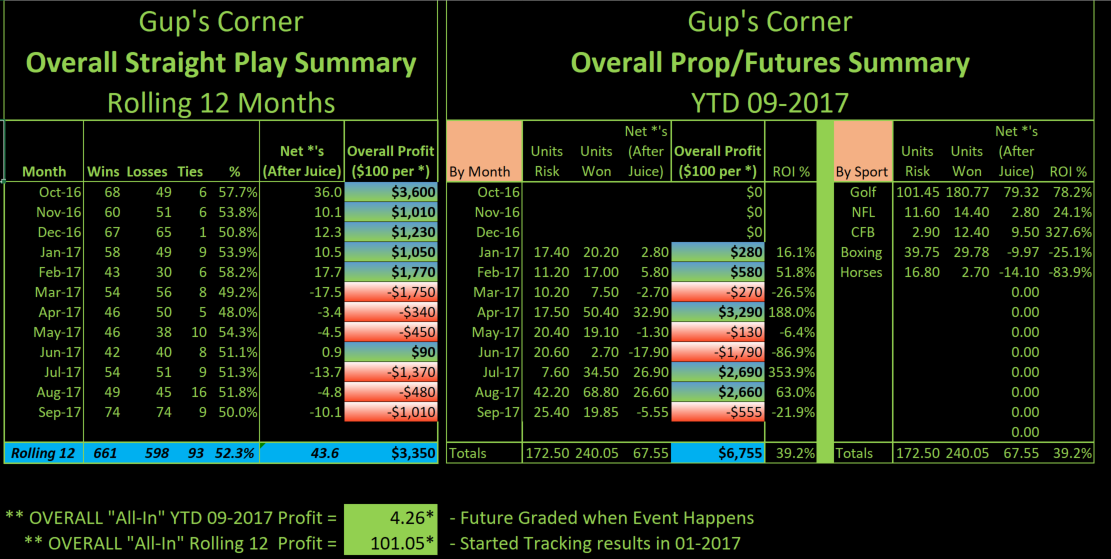 Gup's Corner
Overall Straight Play Summary
Rolling 12 Months
Month Wins Losses Ties % Net *'s (After Juice) Overall Profit ($100 per *)
Oct-16 68 49 6 57.7% 36.0 $3,600
Nov-16 60 51 6 53.8% 10.1 $1,010
Dec-16 67 65 1 50.8% 12.3 $1,230
Jan-17 58 49 9 53.9% 10.5 $1,050
Feb-17 43 30 6 58.2% 17.7 $1,770
Mar-17 54 56 8 49.2% -17.5 -$1,750
Apr-17 46 50 5 48.0% -3.4 -$340
May-17 46 38 10 54.3% -4.5 -$450
Jun-17 42 40 8 51.1% 0.9 $90
Jul-17 54 51 9 51.3% -13.7 -$1,370
Aug-17 49 45 16 51.8% -4.8 -$480
Sep-17 74 74 9 50.0% -10.1 -$1,010
Rolling 12 661 598 93 52.3% 43.6 $3,350
Gup's Corner
Overall Prop/Futures Summary
YTD 09-2017
By Month Units Risk Units Won Net *'s (After Juice) Overall Profit ($100 per *) ROI %
Oct-16 $0
Nov-16 $0
Dec-16 $0
Jan-17 17.40 20.20 2.80 $280 16.1%
Feb-17 11.20 17.00 5.80 $580 51.8%
Mar-17 10.20 7.50 -2.70 -$270 -26.5%
Apr-17 17.50 50.40 32.90 $3,290 188.0%
May-17 20.40 19.10 -1.30 -$130 -6.4%
Jun-17 20.60 2.70 -17.90 -$1,790 -86.9%
Jul-17 7.60 34.50 26.90 $2,690 353.9%
Aug-17 42.20 68.80 26.60 $2,660 63.0%
Sep-17 25.40 19.85 -5.55 -$555 -21.9%
Totals 172.50 240.05 67.55 $6,755 39.2%
By Sport Units Risk Units Won Net *'s (After Juice) ROI %
Golf 101.45 180.77 79.32 78.2%
NFL 11.60 14.40 2.80 24.1%
CFB 2.90 12.40 9.50 327.6%
Boxing 39.75 29.78 -9.97 -25.1%
Horses 16.80 2.70 -14.10 -83.9%
0.00
0.00
0.00
0.00
0.00
0.00
0.00
0.00
Totals 172.50 240.05 67.55 39.2%
** OVERALL "All-In" YTD 09-2017 Profit = 4.26* - Future Graded when Event Happens
** OVERALL "All-In" Rolling 12 Profit = 101.05* - Started Tracking results in 01-2017